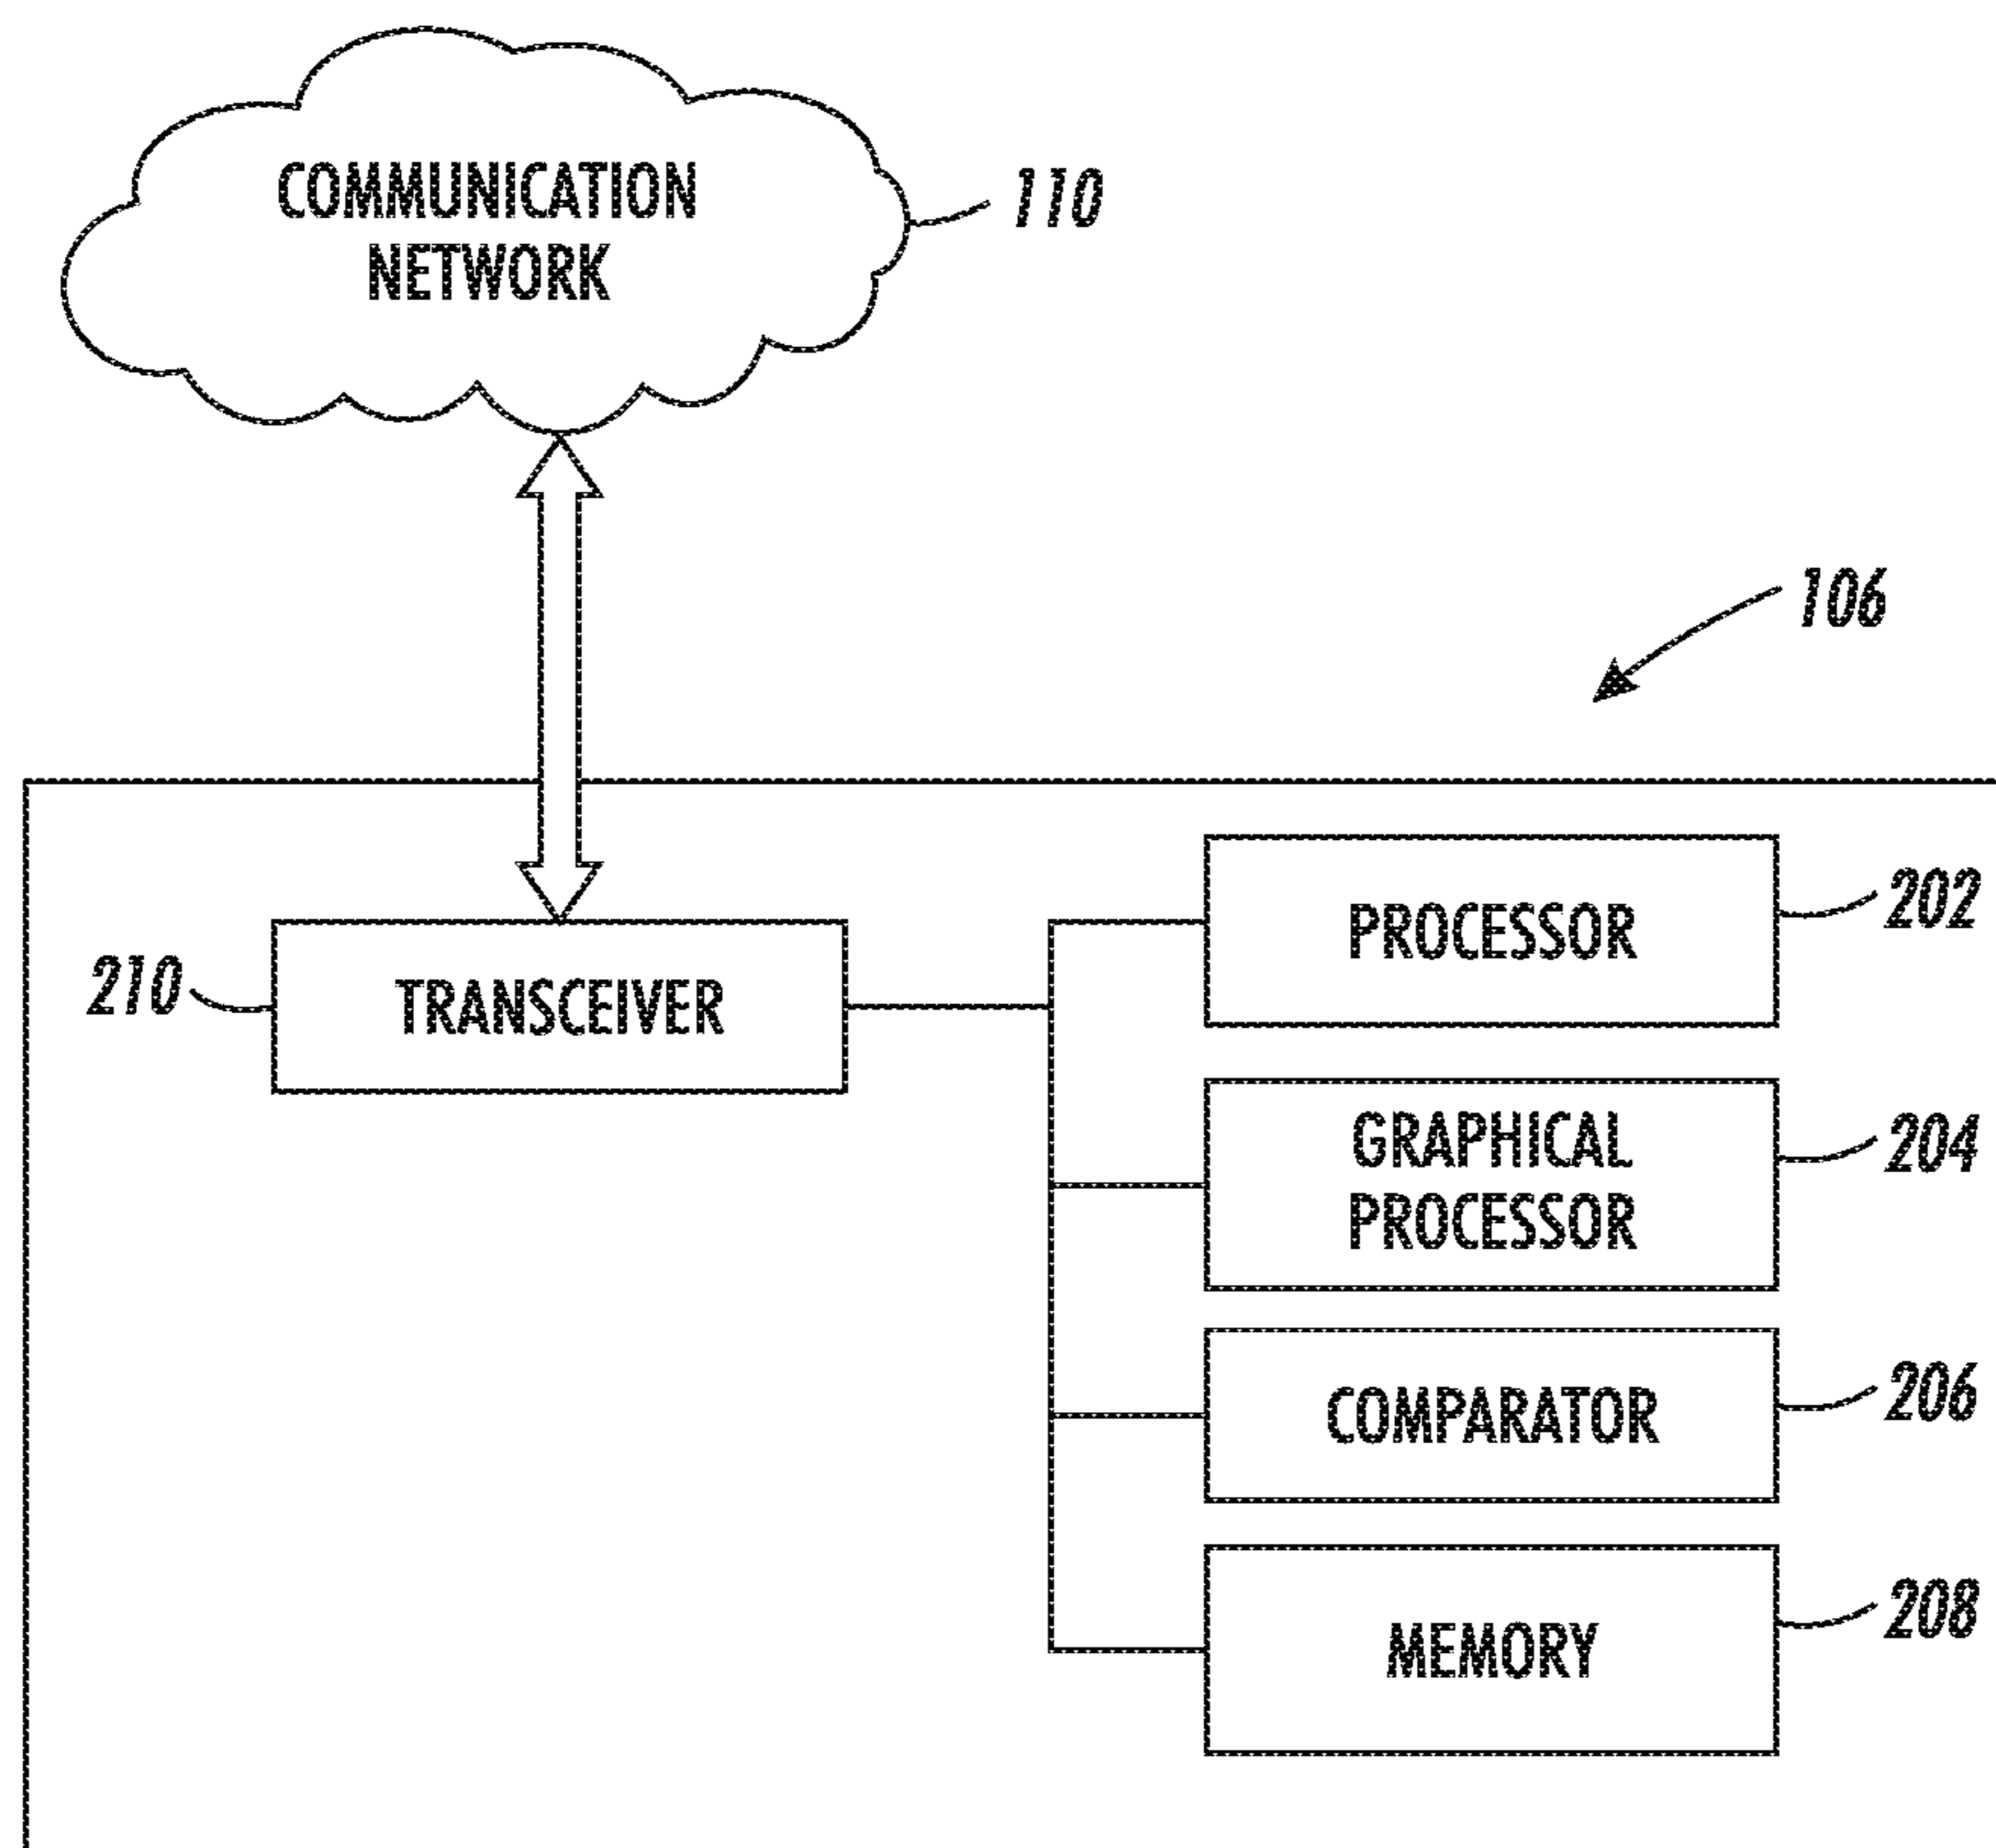 COMMUNICATION
NETWORK
110
106
PROCESSOR
202
210
TRANSCEIVER
GRAPHICAL
PROCESSOR
204
COMPARATOR
206
MEMORY
208